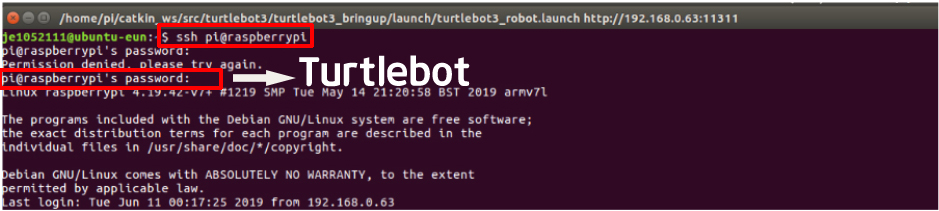 /home/pi/catkin_ws/src/turtlebot3/turtlebot3_bringup/launch/turtlebot3_robot.launch http://192.168.0.63:11311
je1052111@ubuntu-eun:~$ ssh pi@raspberrypi
pi@raspberrypi's password:
Permission denied, please try again.
pi@raspberrypi's password:
Turtlebot
Linux raspberrypi 4.19.42-v7+ #1219 SMP Tue May 14 21:20:58 BST 2019 armv7l
The programs included with the Debian GNU/Linux system are free software;
the exact distribution terms for each program are described in the
individual files in /usr/share/doc/*/copyright.
Debian GNU/Linux comes with ABSOLUTELY NO WARRANTY, to the extent
permitted by applicable law.
Last login: Tue Jun 11 00:17:25 2019 from 192.168.0.63